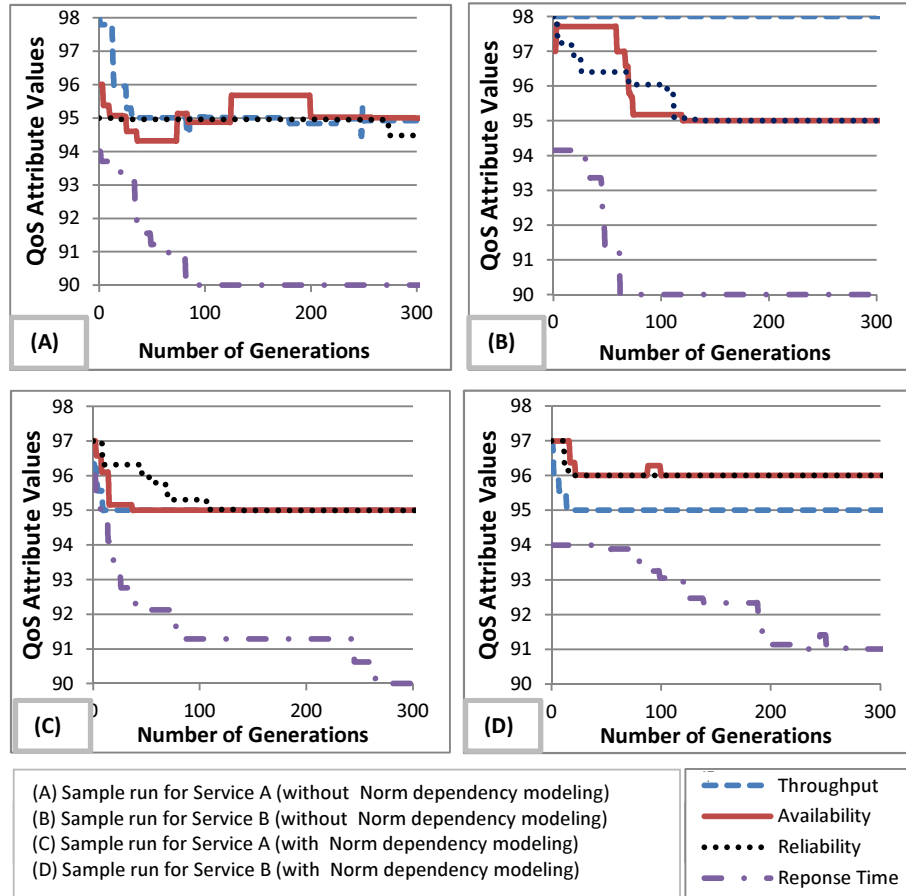 98
97
96
95
94
93
92
91
90
QoS Attribute Values
0
100
200
300
(A)
Number of Generations
98
97
96
95
94
93
92
91
90
QoS Attribute Values
0
100
200
300
(B)
Number of Generations
98
97
96
95
94
93
92
91
90
QoS Attribute Values
0
100
200
300
(C)
Number of Generations
98
97
96
95
94
93
92
91
90
QoS Attribute Values
0
100
200
300
(D)
Number of Generations
(A) Sample run for Service A (without Norm dependency modeling)
(B) Sample run for Service B (without Norm dependency modeling)
(C) Sample run for Service A (with Norm dependency modeling)
(D) Sample run for Service B (with Norm dependency modeling)
Throughput
Availability
Reliability
Reponse Time